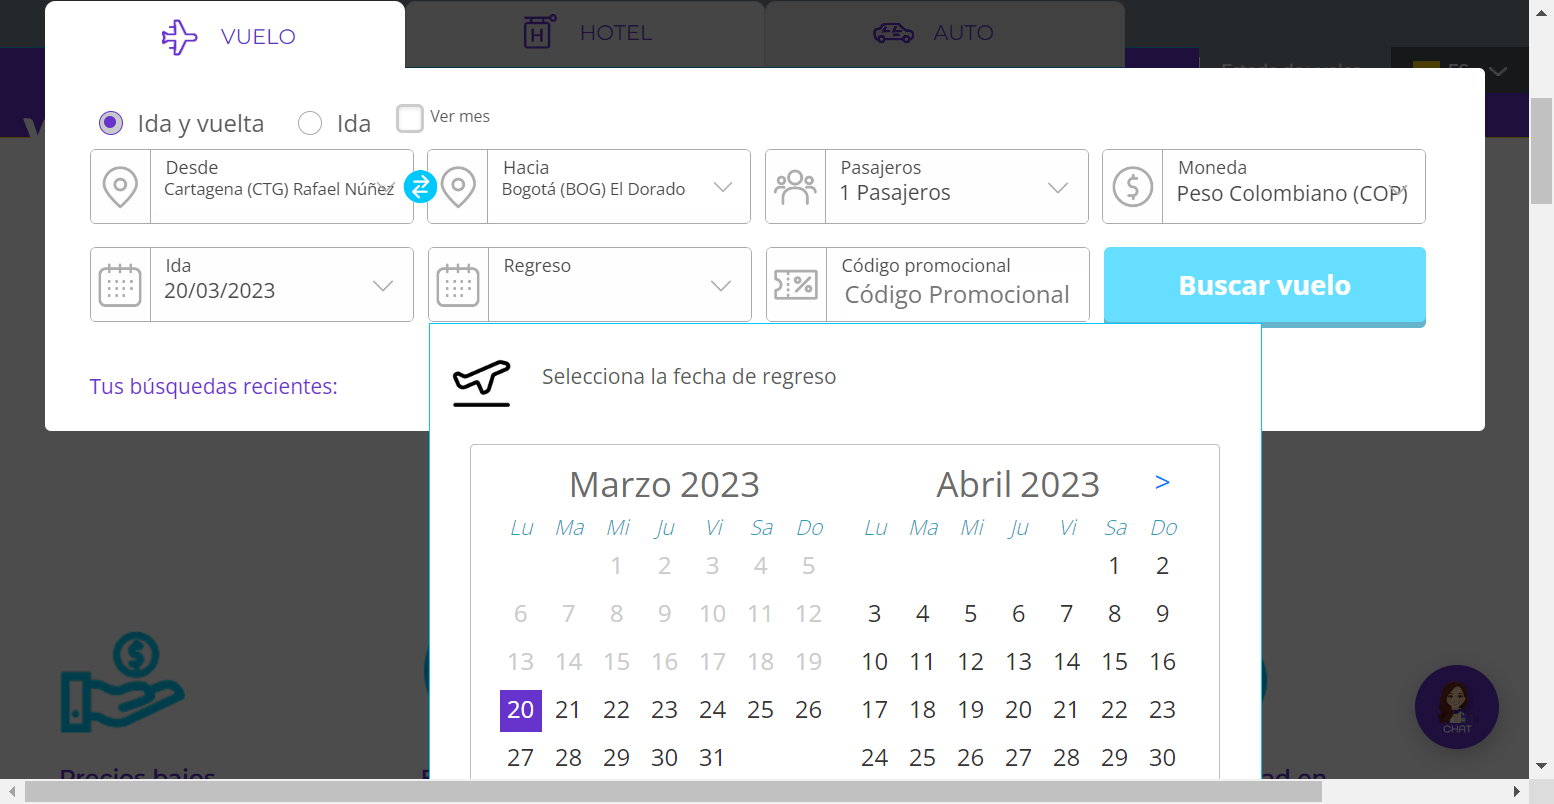 VUELO
HOTEL
AUTO
Ida y vuelta
Ida
Ver mes
Desde
Cartagena (CTG) Rafael Núñez
Hacia
Bogotá (BOG) El Dorado
Pasajeros
1 Pasajeros
Moneda
Peso Colombiano (COP)
Ida
20/03/2023
Regreso
Código promocional
Código Promocional
Buscar vuelo
Tus búsquedas recientes:
Selecciona la fecha de regreso
Marzo 2023
Lu Ma Mi Ju Vi Sa Do
1 2 3 4 5
6 7 8 9 10 11 12
13 14 15 16 17 18 19
20 21 22 23 24 25 26
27 28 29 30 31
Abril 2023 >
Lu Ma Mi Ju Vi Sa Do
1 2
3 4 5 6 7 8 9
10 11 12 13 14 15 16
17 18 19 20 21 22 23
24 25 26 27 28 29 30
CHAT
Precios bajos